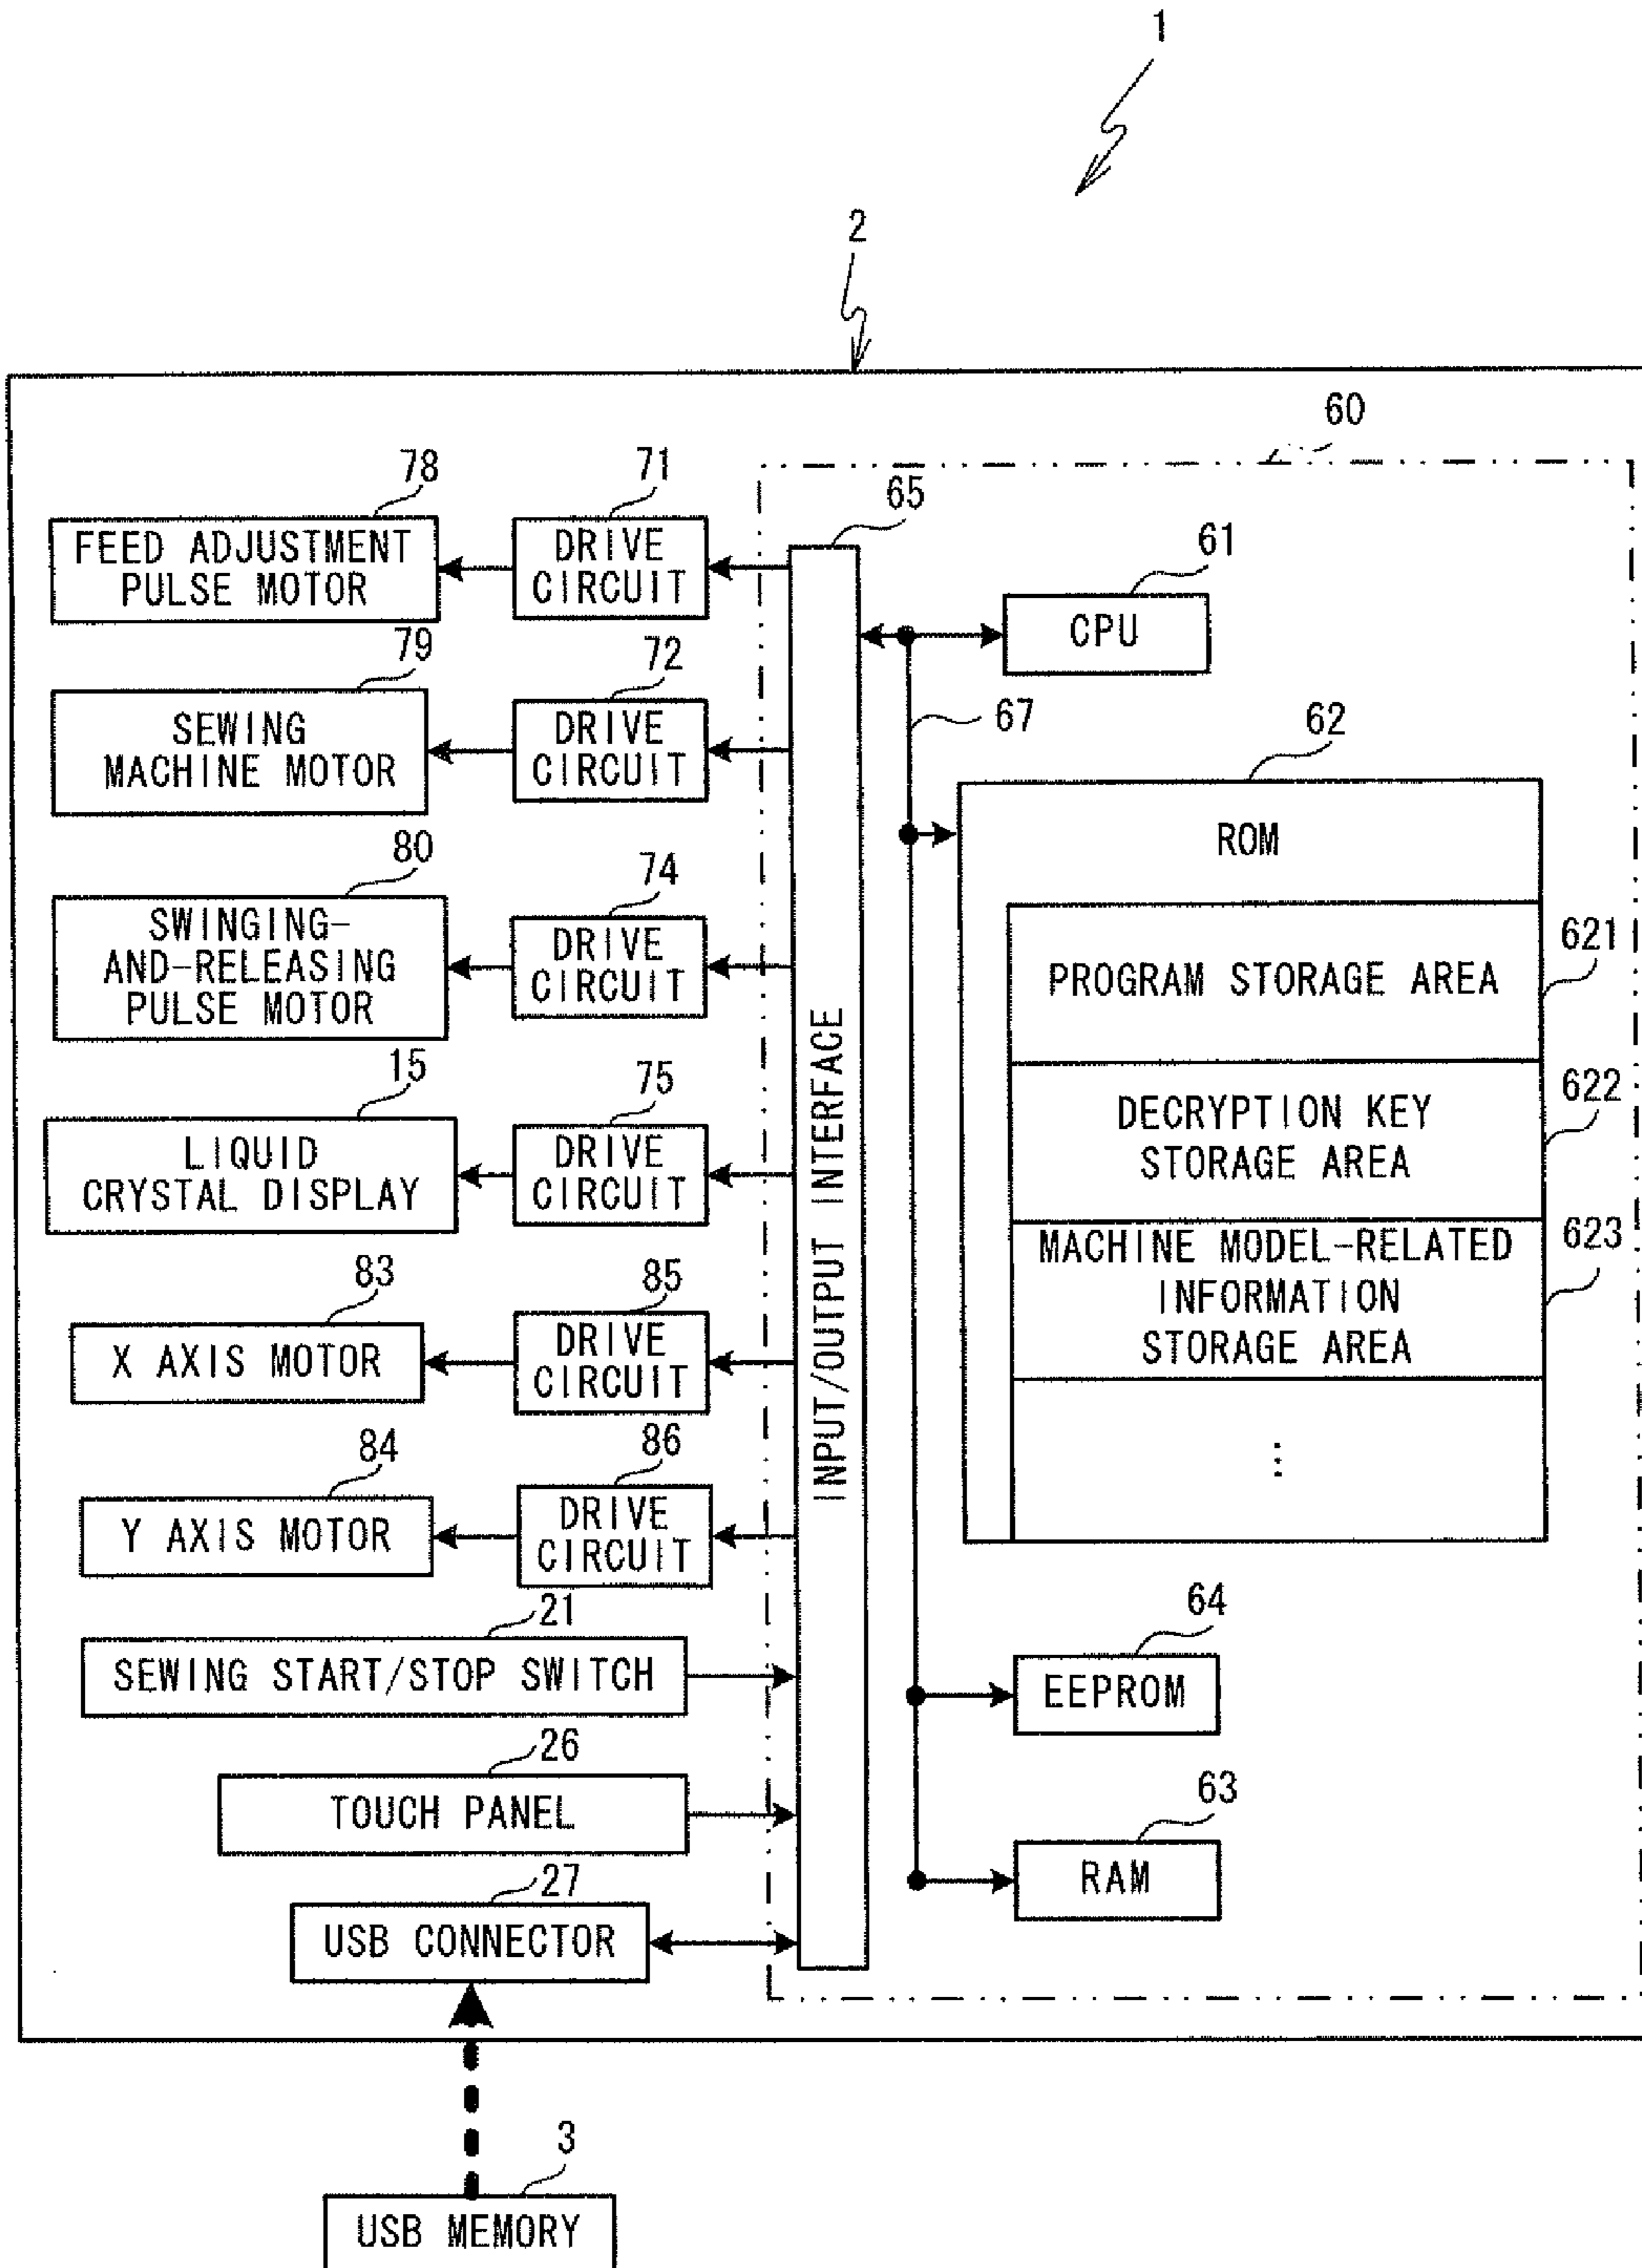 1
2
60
78
71
65
FEED ADJUSTMENT
PULSE MOTOR
DRIVE
CIRCUIT
61
CPU
79
72
67
SEWING
MACHINE MOTOR
DRIVE
CIRCUIT
62
ROM
80
74
SWINGING-
AND-RELEASING
PULSE MOTOR
DRIVE
CIRCUIT
621
PROGRAM STORAGE AREA
15
75
LIQUID
CRYSTAL DISPLAY
DRIVE
CIRCUIT
INPUT/OUTPUT INTERFACE
622
DECRYPTION KEY
STORAGE AREA
623
MACHINE MODEL-RELATED
INFORMATION
STORAGE AREA
83
85
X AXIS MOTOR
DRIVE
CIRCUIT
⋮
84
86
Y AXIS MOTOR
DRIVE
CIRCUIT
21
SEWING START/STOP SWITCH
64
EEPROM
26
TOUCH PANEL
63
RAM
27
USB CONNECTOR
3
USB MEMORY